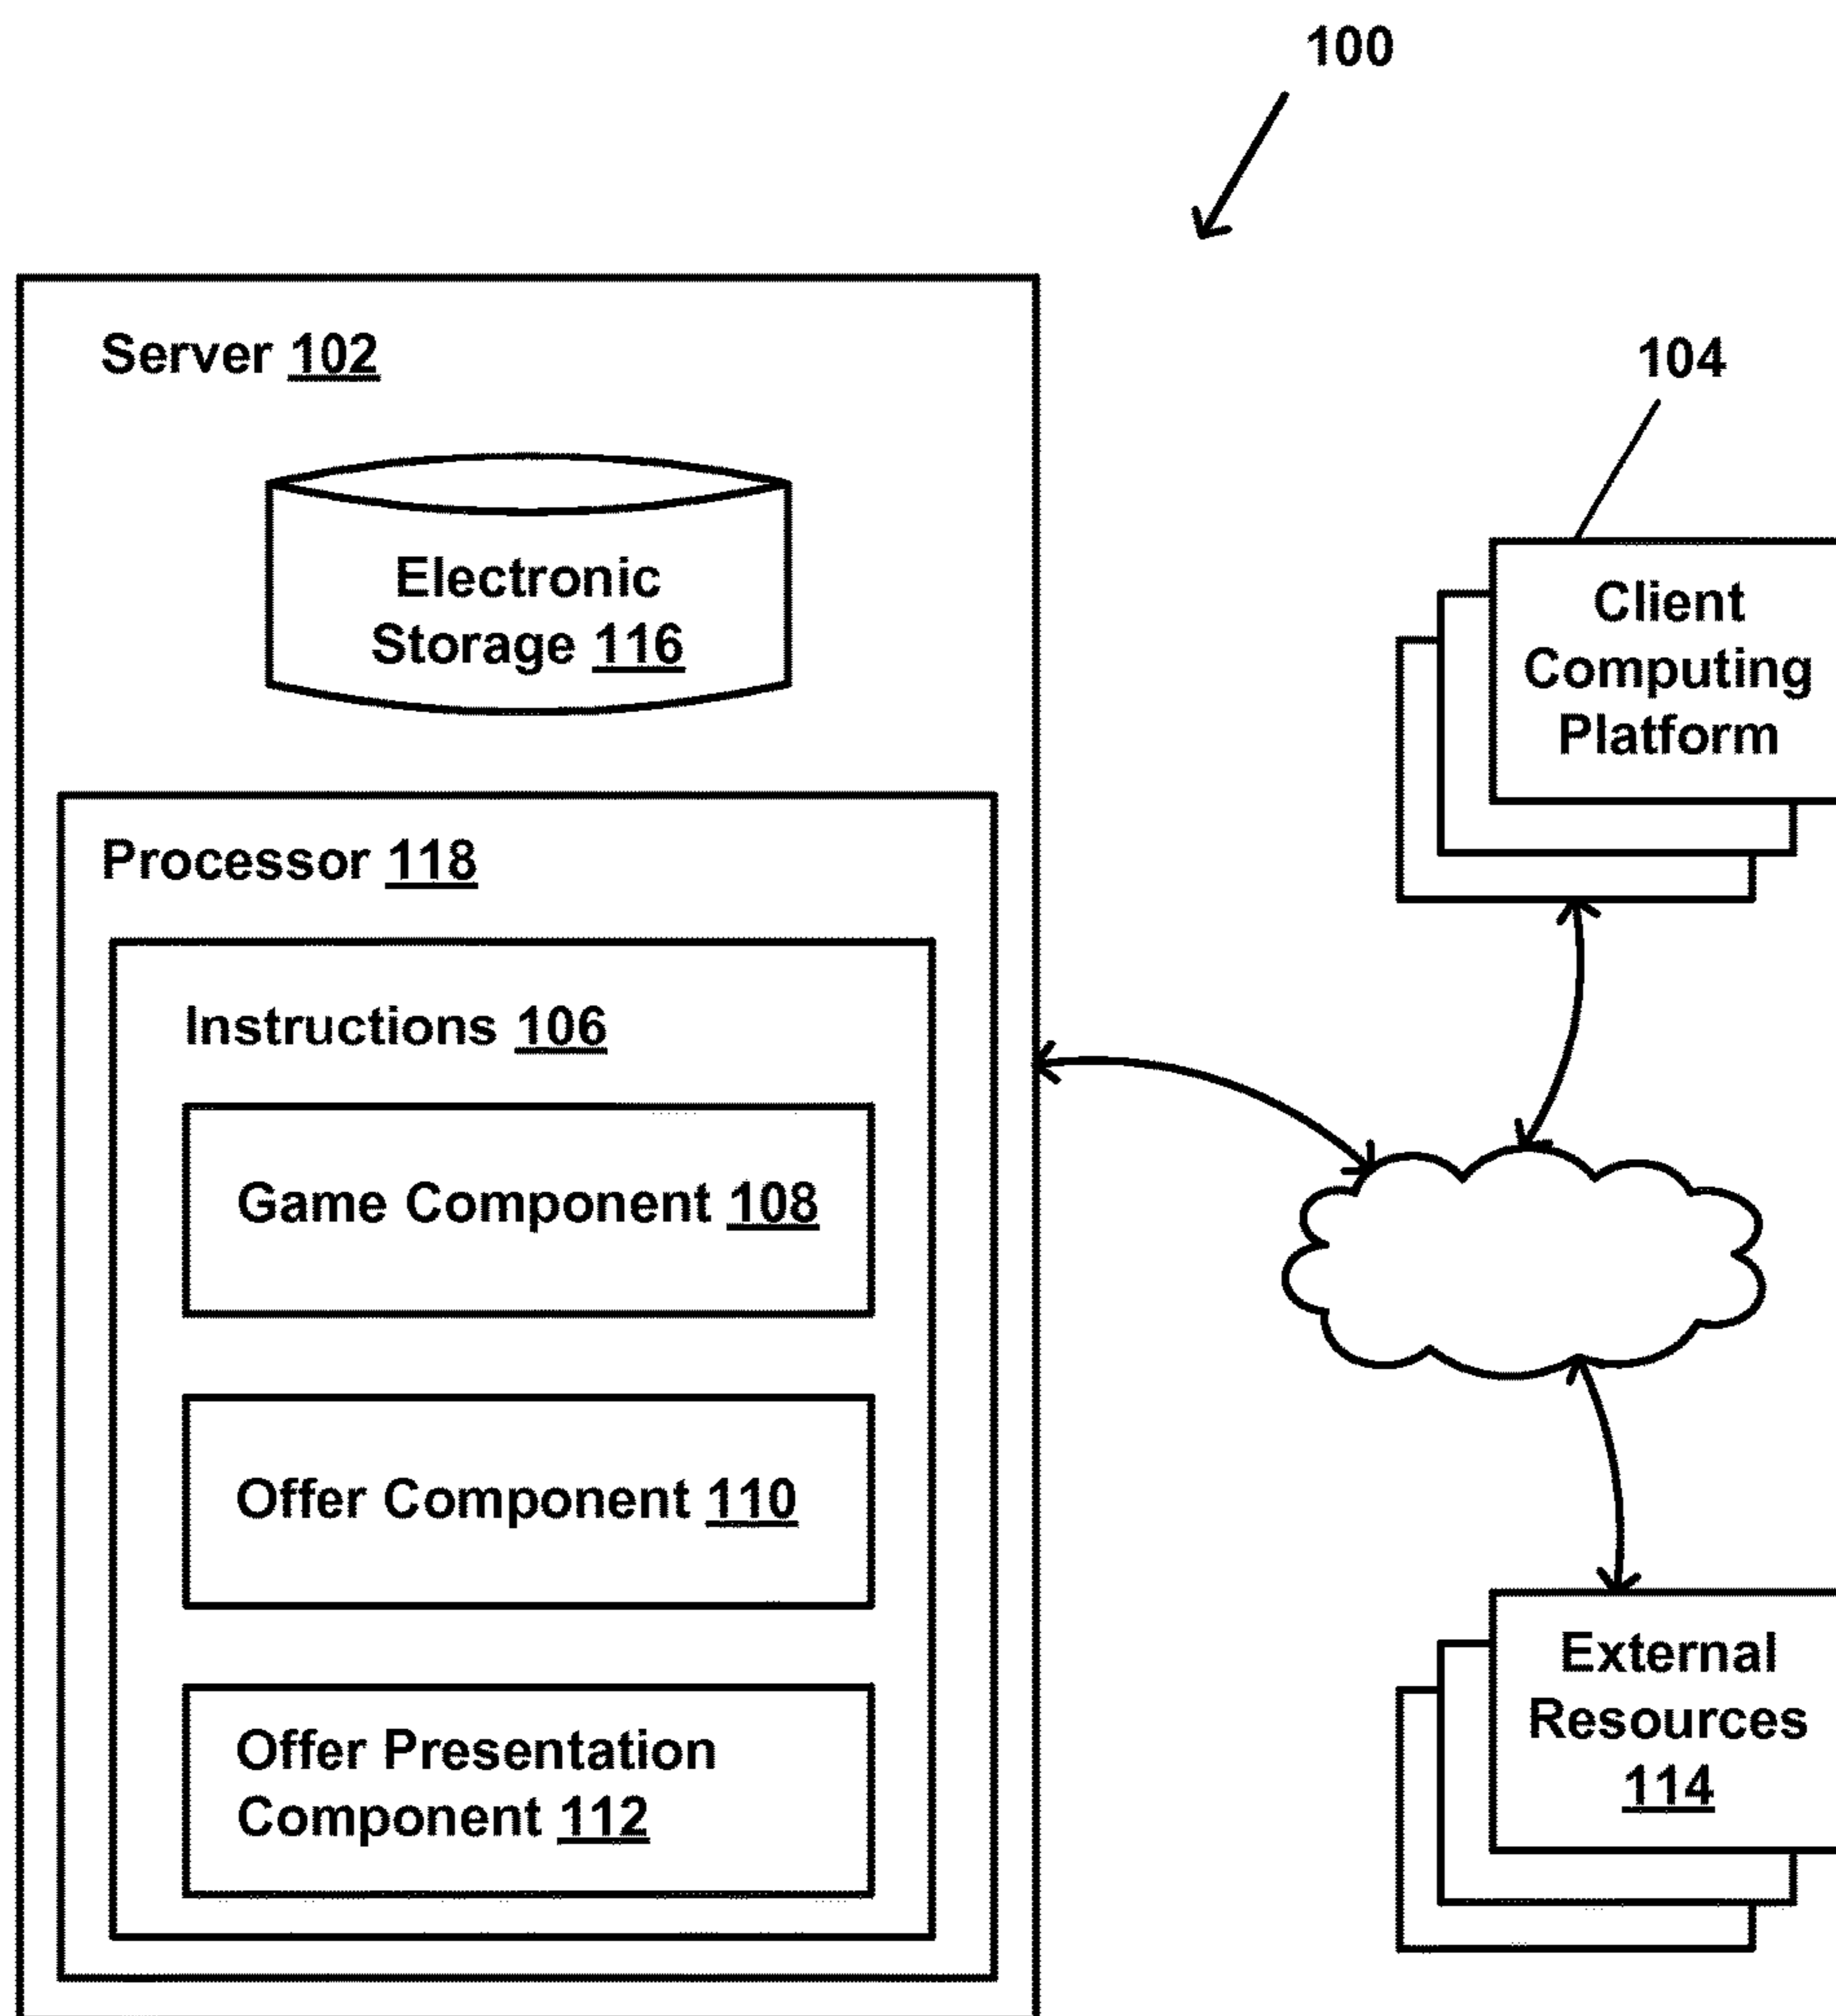 100
Server 102
104
Electronic
Storage 116
Client
Computing
Platform
Processor 118
Instructions 106
Game Component 108
Offer Component 110
Offer Presentation
Component 112
External
Resources
114